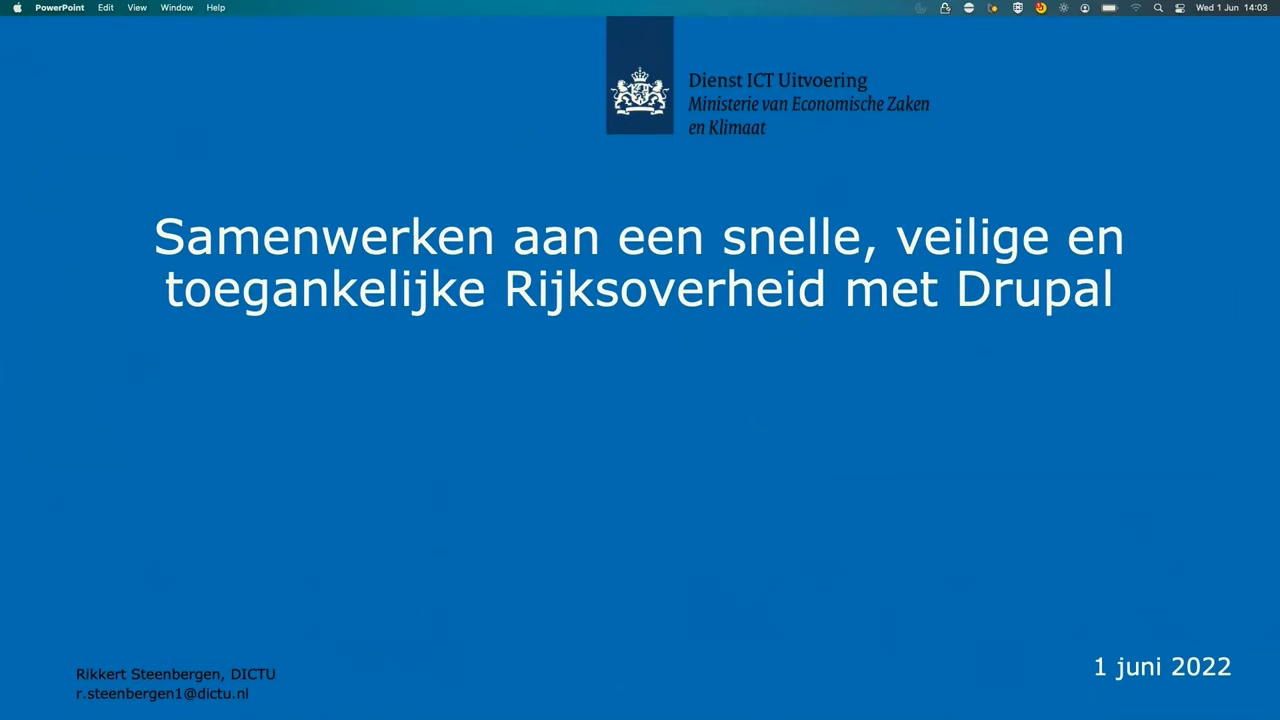 PowerPoint Edit View Window Help Wed 1 Jun 14:03
Dienst ICT Uitvoering
Ministerie van Economische Zaken
en Klimaat
Samenwerken aan een snelle, veilige en
toegankelijke Rijksoverheid met Drupal
Rikkert Steenbergen, DICTU
r.steenbergen1@dictu.nl
1 juni 2022